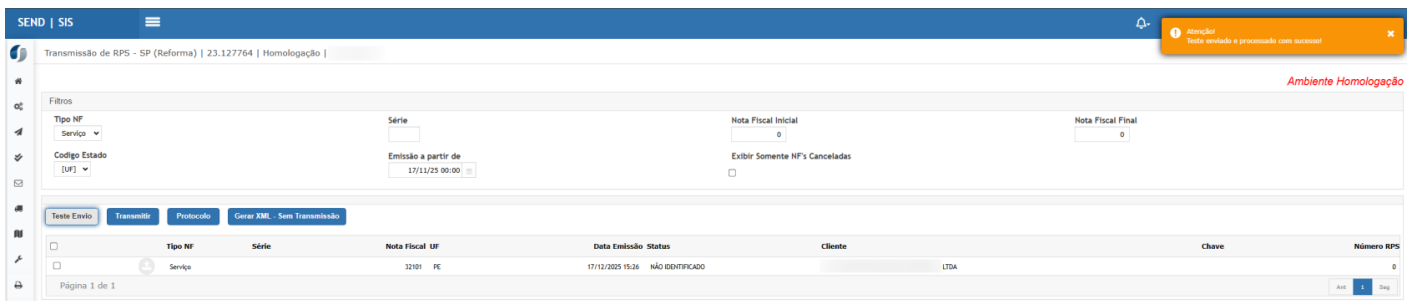 SEND | SIS
Atenção!
Teste enviado e processado com sucesso!
Transmissão de RPS - SP (Reforma) | 23.127764 | Homologação |
Ambiente Homologação
Filtros
Tipo NF Série Nota Fiscal Inicial Nota Fiscal Final
Serviço 0 0
Codigo Estado Emissão a partir de Exibir Somente NF's Canceladas
[UF] 17/11/25 00:00
Teste Envio Transmitir Protocolo Gerar XML - Sem Transmissão
Tipo NF Série Nota Fiscal UF Data Emissão Status Cliente Chave Número RPS
Serviço 32101 PE 17/12/2025 15:26 NÃO IDENTIFICADO LTDA 0
Página 1 de 1 Ant 1 Seg